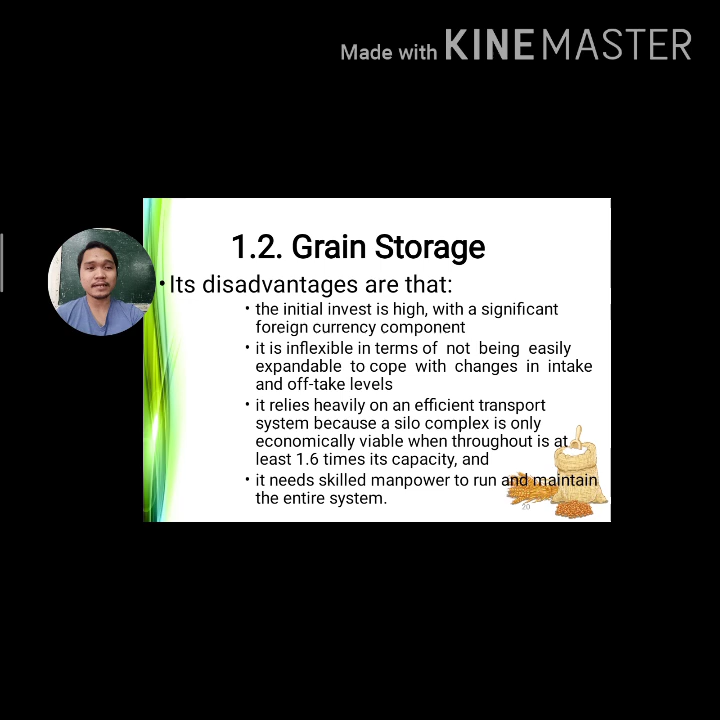 Made with KINEMASTER
1.2. Grain Storage
• Its disadvantages are that:
• the initial invest is high, with a significant
foreign currency component
• it is inflexible in terms of not being easily
expandable to cope with changes in intake
and off-take levels
• it relies heavily on an efficient transport
system because a silo complex is only
economically viable when throughout is at
least 1.6 times its capacity, and
• it needs skilled manpower to run and maintain
the entire system.
20